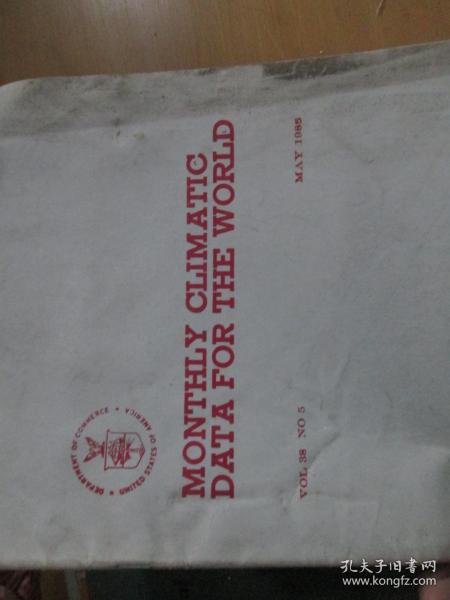 MONTHLY CLIMATIC
DATA FOR THE WORLD
VOL 38 NO 5
MAY 1985
DEPARTMENT OF COMMERCE
UNITED STATES OF AMERICA
孔夫子旧书网
www.kongfz.com